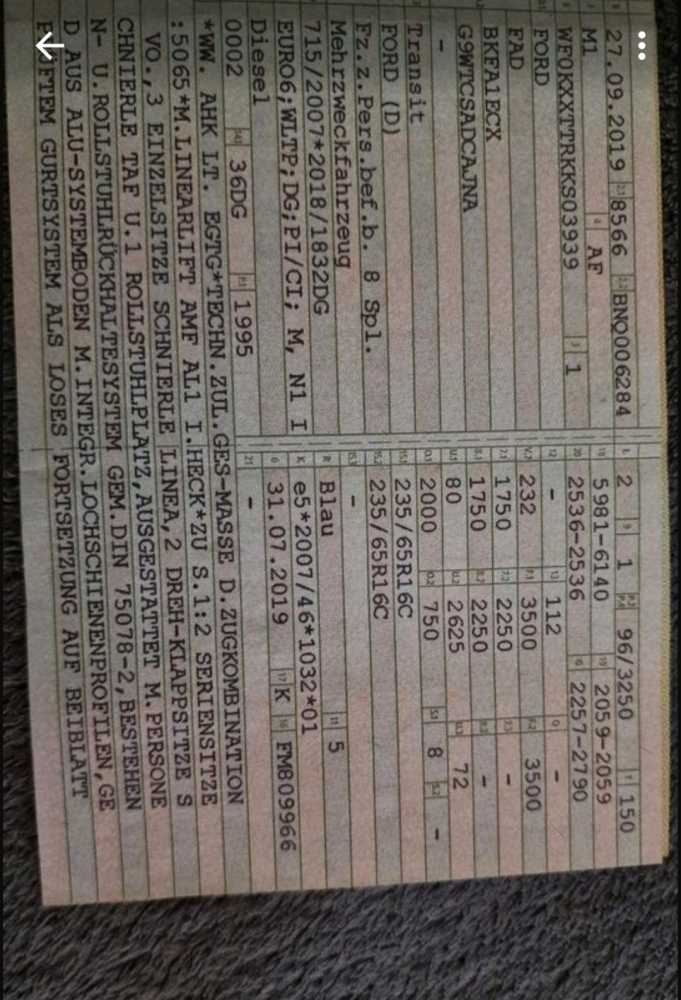 27.09.2019 8566 BNQ006284
M1 AF
WF0KXXTTRKKS03939 1
FORD
FAD
BKFA1ECX
G9WTCSADCAJNA
-
Transit
FORD (D)
Fz.z.Pers.bef.b. 8 Spl.
Mehrzweckfahrzeug
715/2007*2018/1832DG
EURO6;WLTP;DG;PI/CI; M, N1 I
Diesel
0002 36DG 1995
2 1 96/3250 150
5981-6140 2059-2059
2536-2536 2257-2790
- 112 -
232 3500 3500
1750 2250 -
1750 2250 -
80 2625 72
2000 750 8 -
235/65R16C
235/65R16C
-
Blau 5
e5*2007/46*1032*01
31.07.2019 K FM809966
-
*WW. AHK LT. EGTG*TECHN.ZUL.GES-MASSE D.ZUGKOMBINATION
:5065*M.LINEARLIFT AMF AL1 I.HECK*ZU S.1:2 SERIENSITZE
VO.,3 EINZELSITZE SCHNIERLE LINEA,2 DREH-KLAPPSITZE S
CHNIERLE TAF U.1 ROLLSTUHLPLATZ,AUSGESTATTET M.PERSONE
N- U.ROLLSTUHLRÜCKHALTESYSTEM GEM.DIN 75078-2,BESTEHEN
D AUS ALU-SYSTEMBODEN M.INTEGR.LOCHSCHIENENPROFILEN,GE
FTEM GURTSYSTEM ALS LOSES FORTSETZUNG AUF BEIBLATT